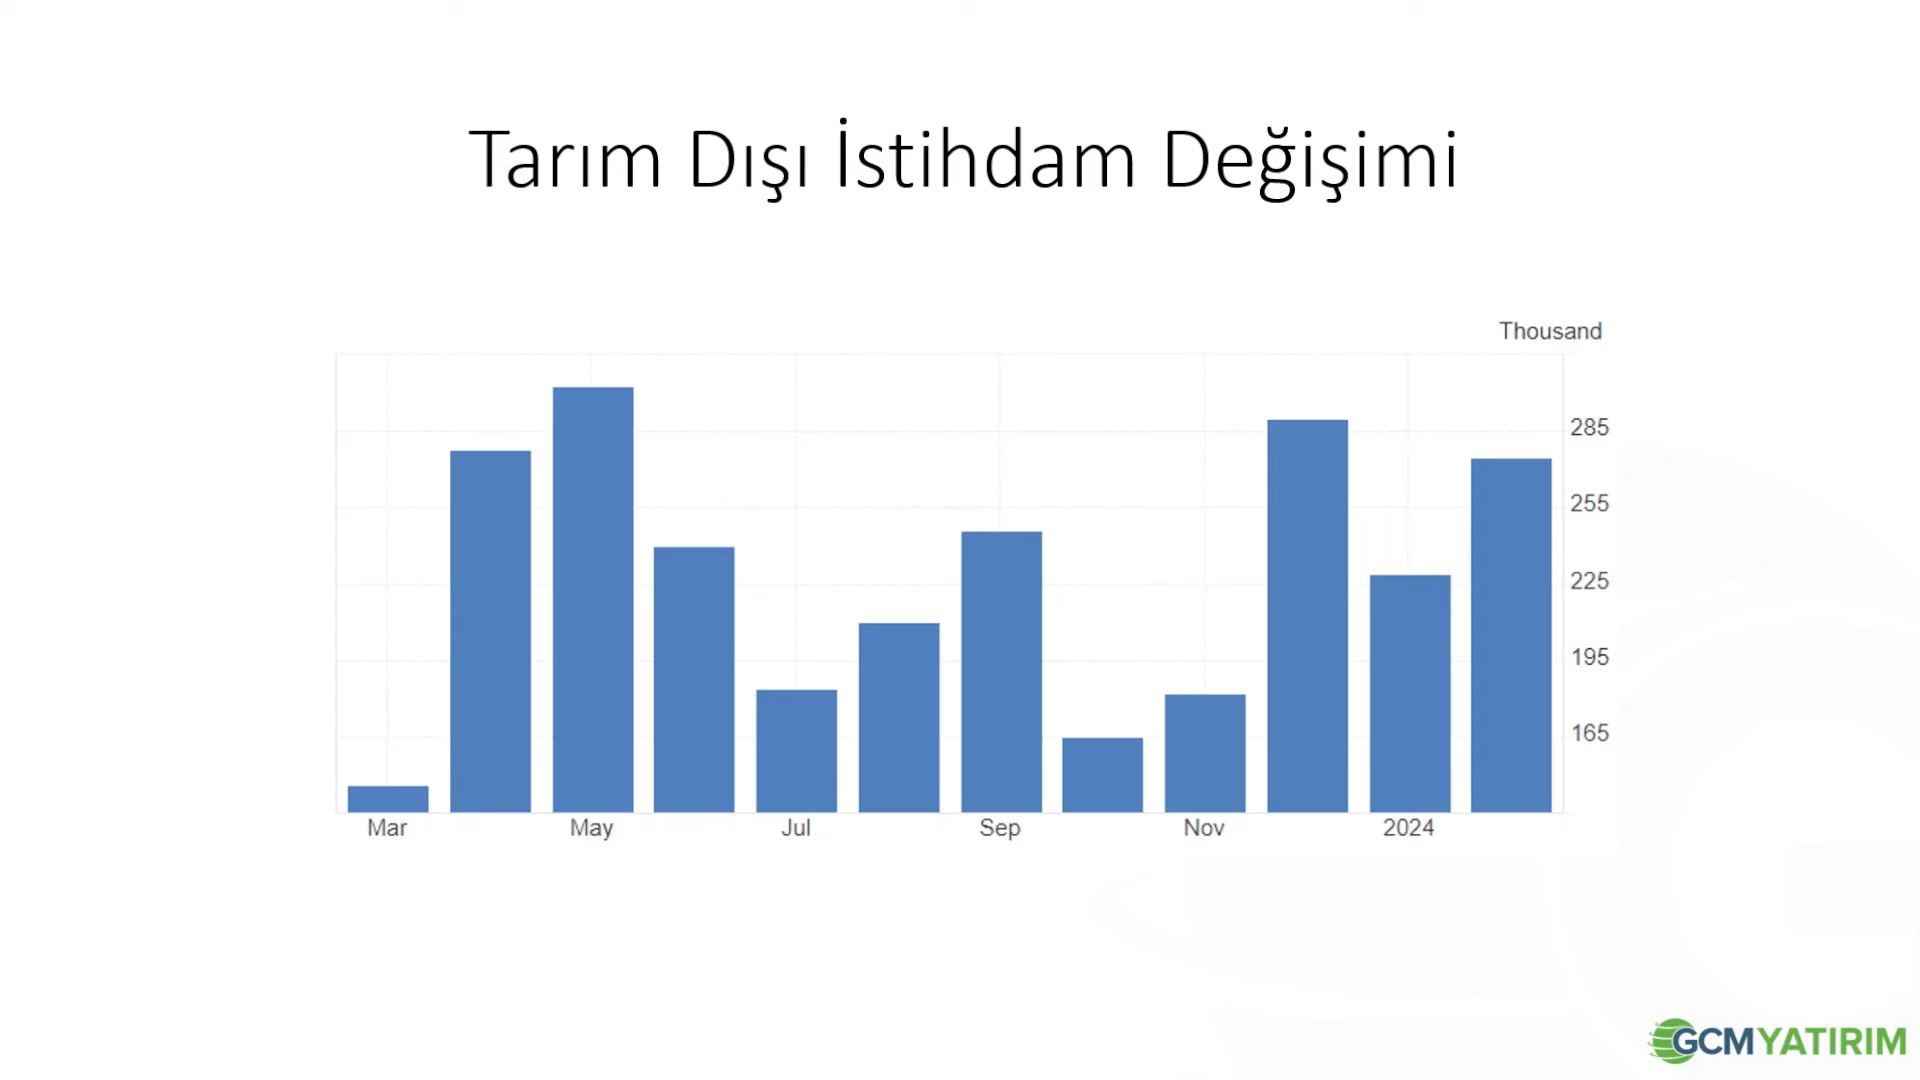 Tarım Dışı İstihdam Değişimi
Thousand
285
255
225
195
165
Mar May Jul Sep Nov 2024
GCMYATIRIM